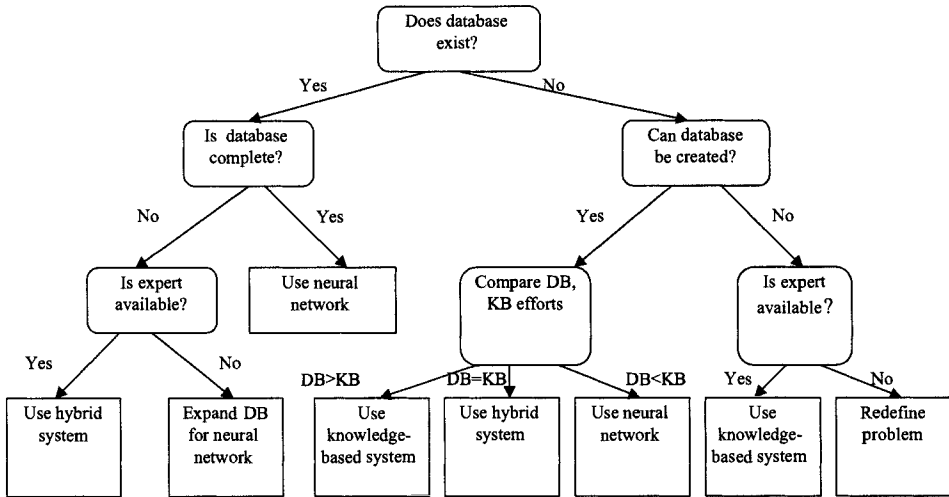 Does database
exist?
Yes
No
Is database
complete?
Can database
be created?
No
Yes
Yes
No
Is expert
available?
Use neural
network
Compare DB,
KB efforts
Is expert
available?
Yes
No
DB>KB
DB=KB
DB<KB
Yes
No
Use hybrid
system
Expand DB
for neural
network
Use
knowledge-
based system
Use hybrid
system
Use neural
network
Use
knowledge-
based system
Redefine
problem